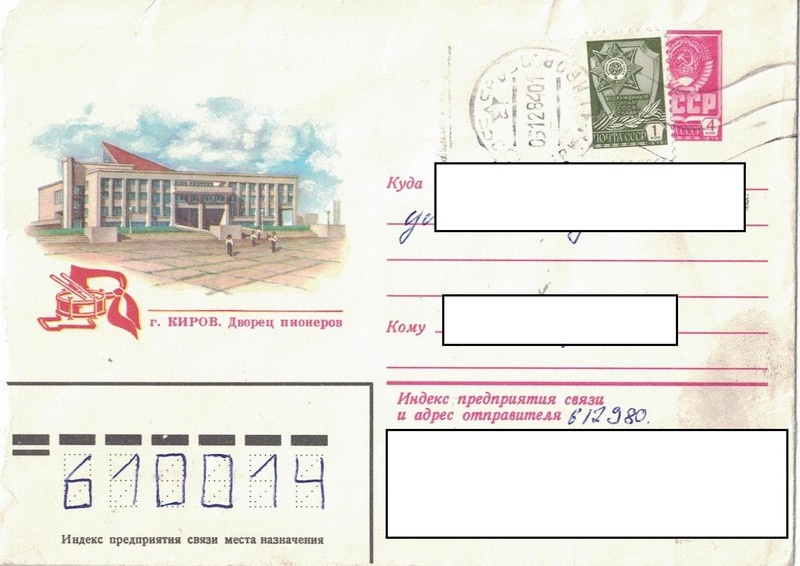 05128401
ПОЧТА СССР 1
СССР
4
Куда
г. КИРОВ. Дворец пионеров
Кому
Индекс предприятия связи
и адрес отправителя 612980.
610014
Индекс предприятия связи места назначения